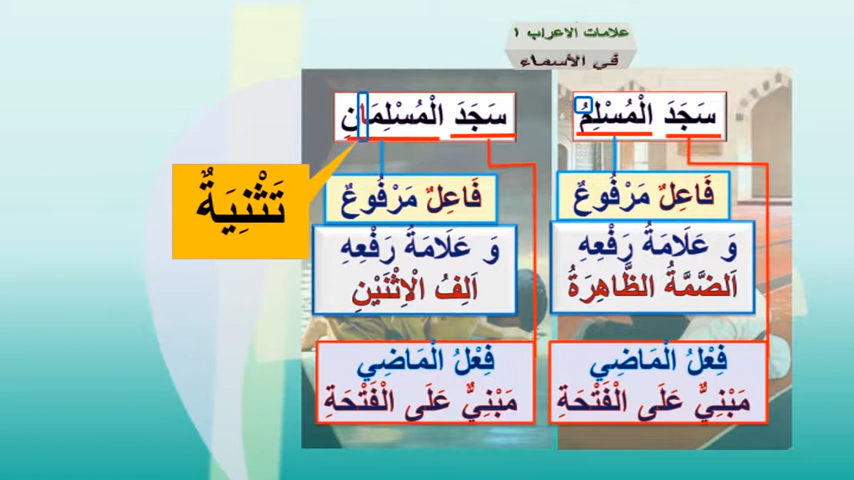 علامات الاعراب ١
في الأسماء
سَجَدَ الْمُسْلِمُ
فَاعِلٌ مَرْفُوعٌ
وَ عَلَامَةُ رَفْعِهِ
اَلضَّمَّةُ الظَّاهِرَةُ
فِعْلُ الْمَاضِي
مَبْنِيٌّ عَلَى الْفَتْحَةِ
سَجَدَ الْمُسْلِمَانِ
تَثْنِيَةٌ
فَاعِلٌ مَرْفُوعٌ
وَ عَلَامَةُ رَفْعِهِ
اَلِفُ الْاِثْنَيْنِ
فِعْلُ الْمَاضِي
مَبْنِيٌّ عَلَى الْفَتْحَةِ